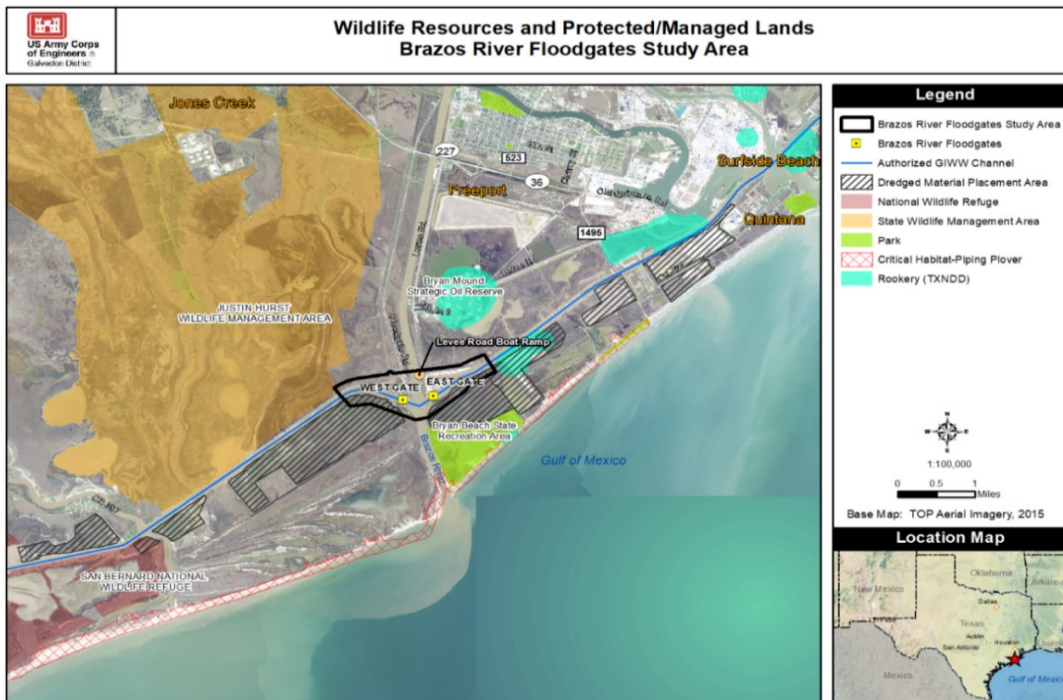 US Army Corps
of Engineers ®
Galveston District
Wildlife Resources and Protected/Managed Lands
Brazos River Floodgates Study Area
Jones Creek
227
523
36
Freeport
Surfside Beach
Quintana
1495
Bryan Mound
Strategic Oil Reserve
JUSTIN HURST
WILDLIFE MANAGEMENT AREA
Levee Road Boat Ramp
WEST GATE
EAST GATE
Bryan Beach State
Recreation Area
Brazos River
Gulf of Mexico
SAN BERNARD NATIONAL
WILDLIFE REFUGE
Legend
Brazos River Floodgates Study Area
Brazos River Floodgates
Authorized GIWW Channel
Dredged Material Placement Area
National Wildlife Refuge
State Wildlife Management Area
Park
Critical Habitat-Piping Plover
Rookery (TXNDD)
N
W
E
S
1:100,000
0 0.5 1
Miles
Base Map: TOP Aerial Imagery, 2015
Location Map
New Mexico
Oklahoma
Arkansas
Dallas
El Paso
Texas
Austin
Houston
San Antonio
Mexico
Gulf of Mexico